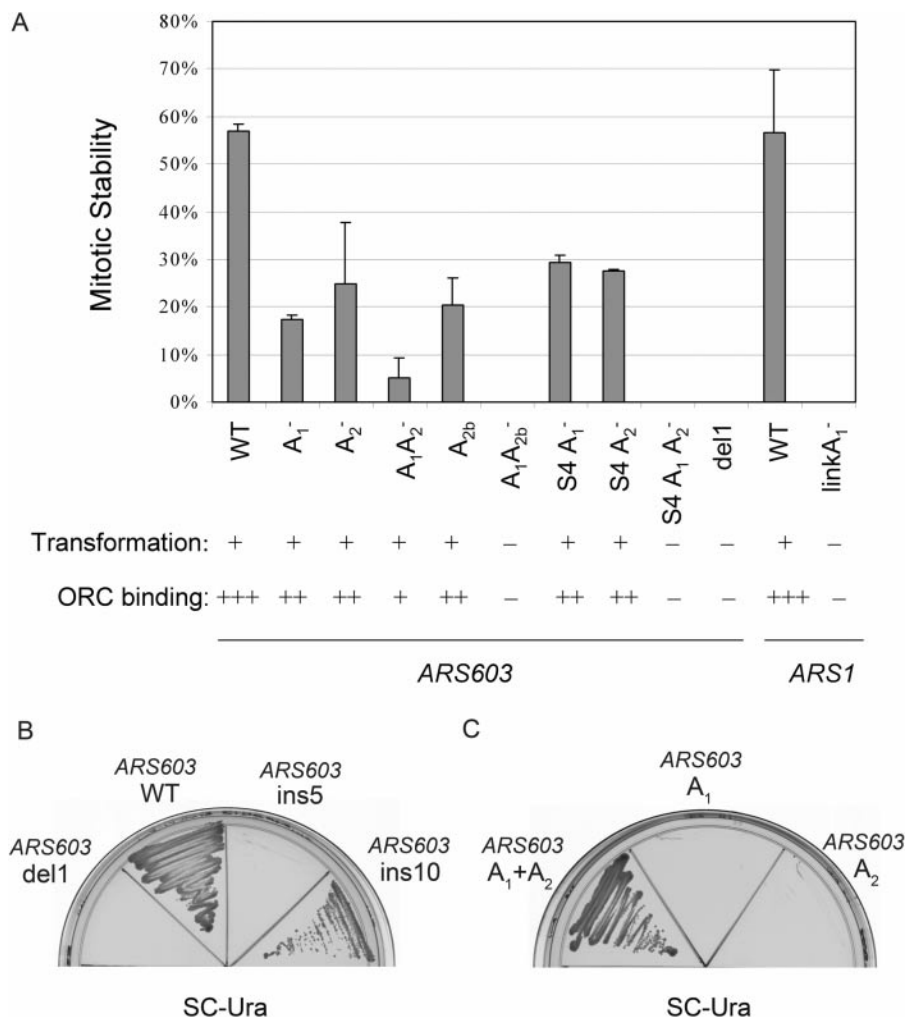 A
Mitotic Stability
80%
70%
60%
50%
40%
30%
20%
10%
0%
WT
A₁⁻
A₂⁻
A₁A₂⁻
A₂b
A₁A₂b⁻
S4 A₁⁻
S4 A₂⁻
S4 A₁ A₂⁻
del1
WT
linkA₁⁻
Transformation: + + + + + – + + – – + –
ORC binding: +++ ++ ++ + ++ – ++ ++ – – +++ –
ARS603 ARS1
B
ARS603
del1
ARS603
WT
ARS603
ins5
ARS603
ins10
SC-Ura
C
ARS603
A₁+A₂
ARS603
A₁
ARS603
A₂
SC-Ura